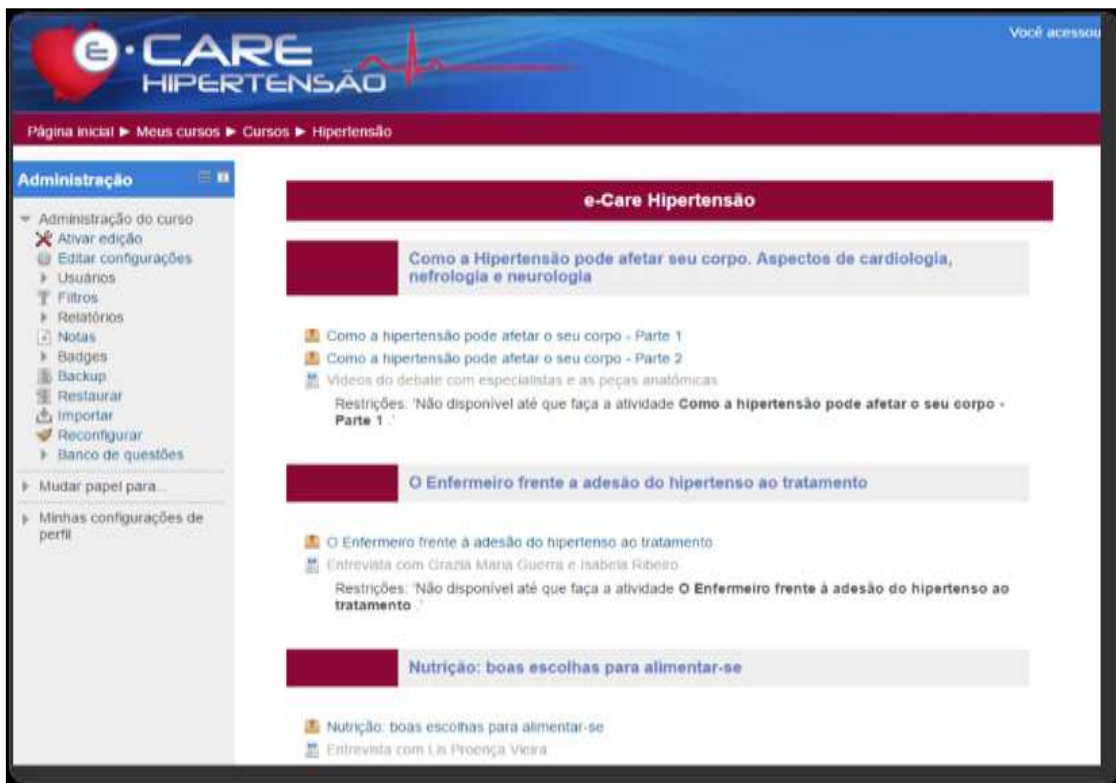 Você acessou
e·CARE
HIPERTENSÃO
Página inicial ► Meus cursos ► Cursos ► Hipertensão
Administração
Administração do curso
Ativar edição
Editar configurações
Usuários
Filtros
Relatórios
Notas
Badges
Backup
Restaurar
Importar
Reconfigurar
Banco de questões
Mudar papel para...
Minhas configurações de
perfil
e-Care Hipertensão
Como a Hipertensão pode afetar seu corpo. Aspectos de cardiologia,
nefrologia e neurologia
Como a hipertensão pode afetar o seu corpo - Parte 1
Como a hipertensão pode afetar o seu corpo - Parte 2
Vídeos do debate com especialistas e as peças anatômicas
Restrições: 'Não disponível até que faça a atividade Como a hipertensão pode afetar o seu corpo -
Parte 1 .'
O Enfermeiro frente a adesão do hipertenso ao tratamento
O Enfermeiro frente à adesão do hipertenso ao tratamento
Entrevista com Grazia Maria Guerra e Isabela Ribeiro
Restrições: 'Não disponível até que faça a atividade O Enfermeiro frente à adesão do hipertenso ao
tratamento .'
Nutrição: boas escolhas para alimentar-se
Nutrição: boas escolhas para alimentar-se
Entrevista com Lis Proença Vieira